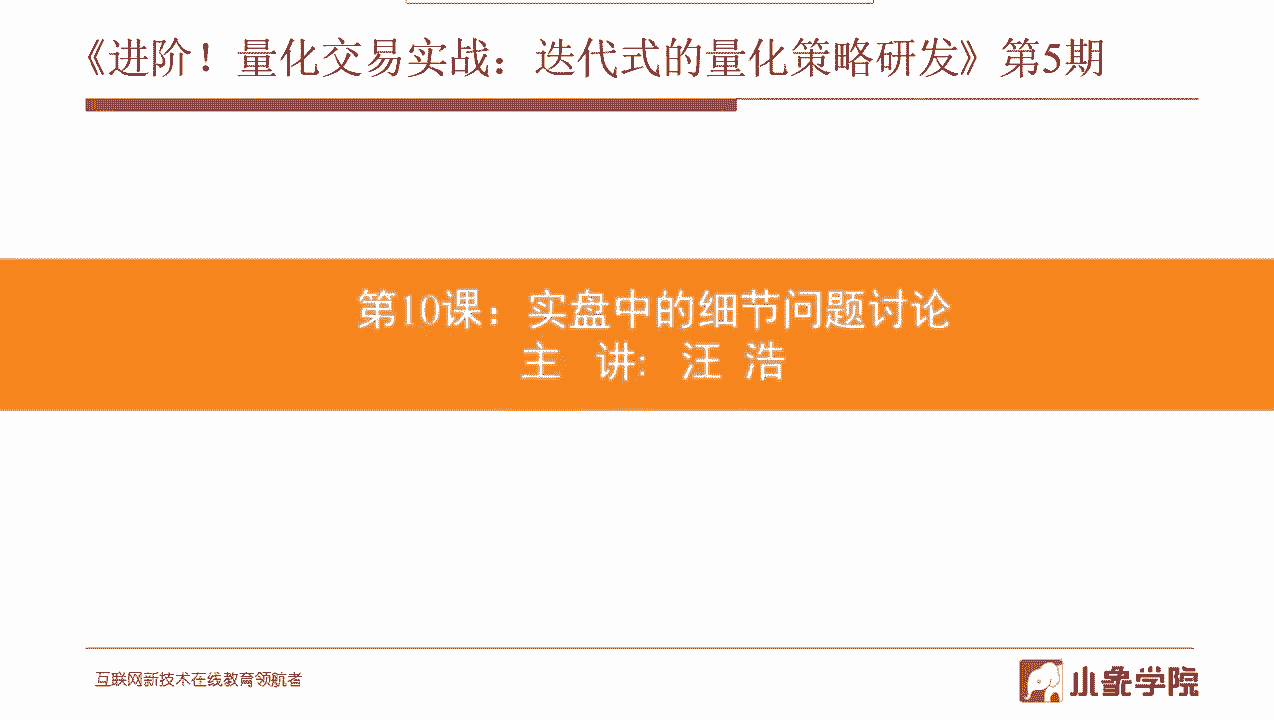 《进阶！量化交易实战：迭代式的量化策略研发》第5期
第10课：实盘中的细节问题讨论
主 讲: 汪 浩
互联网新技术在线教育领航者
小象学院